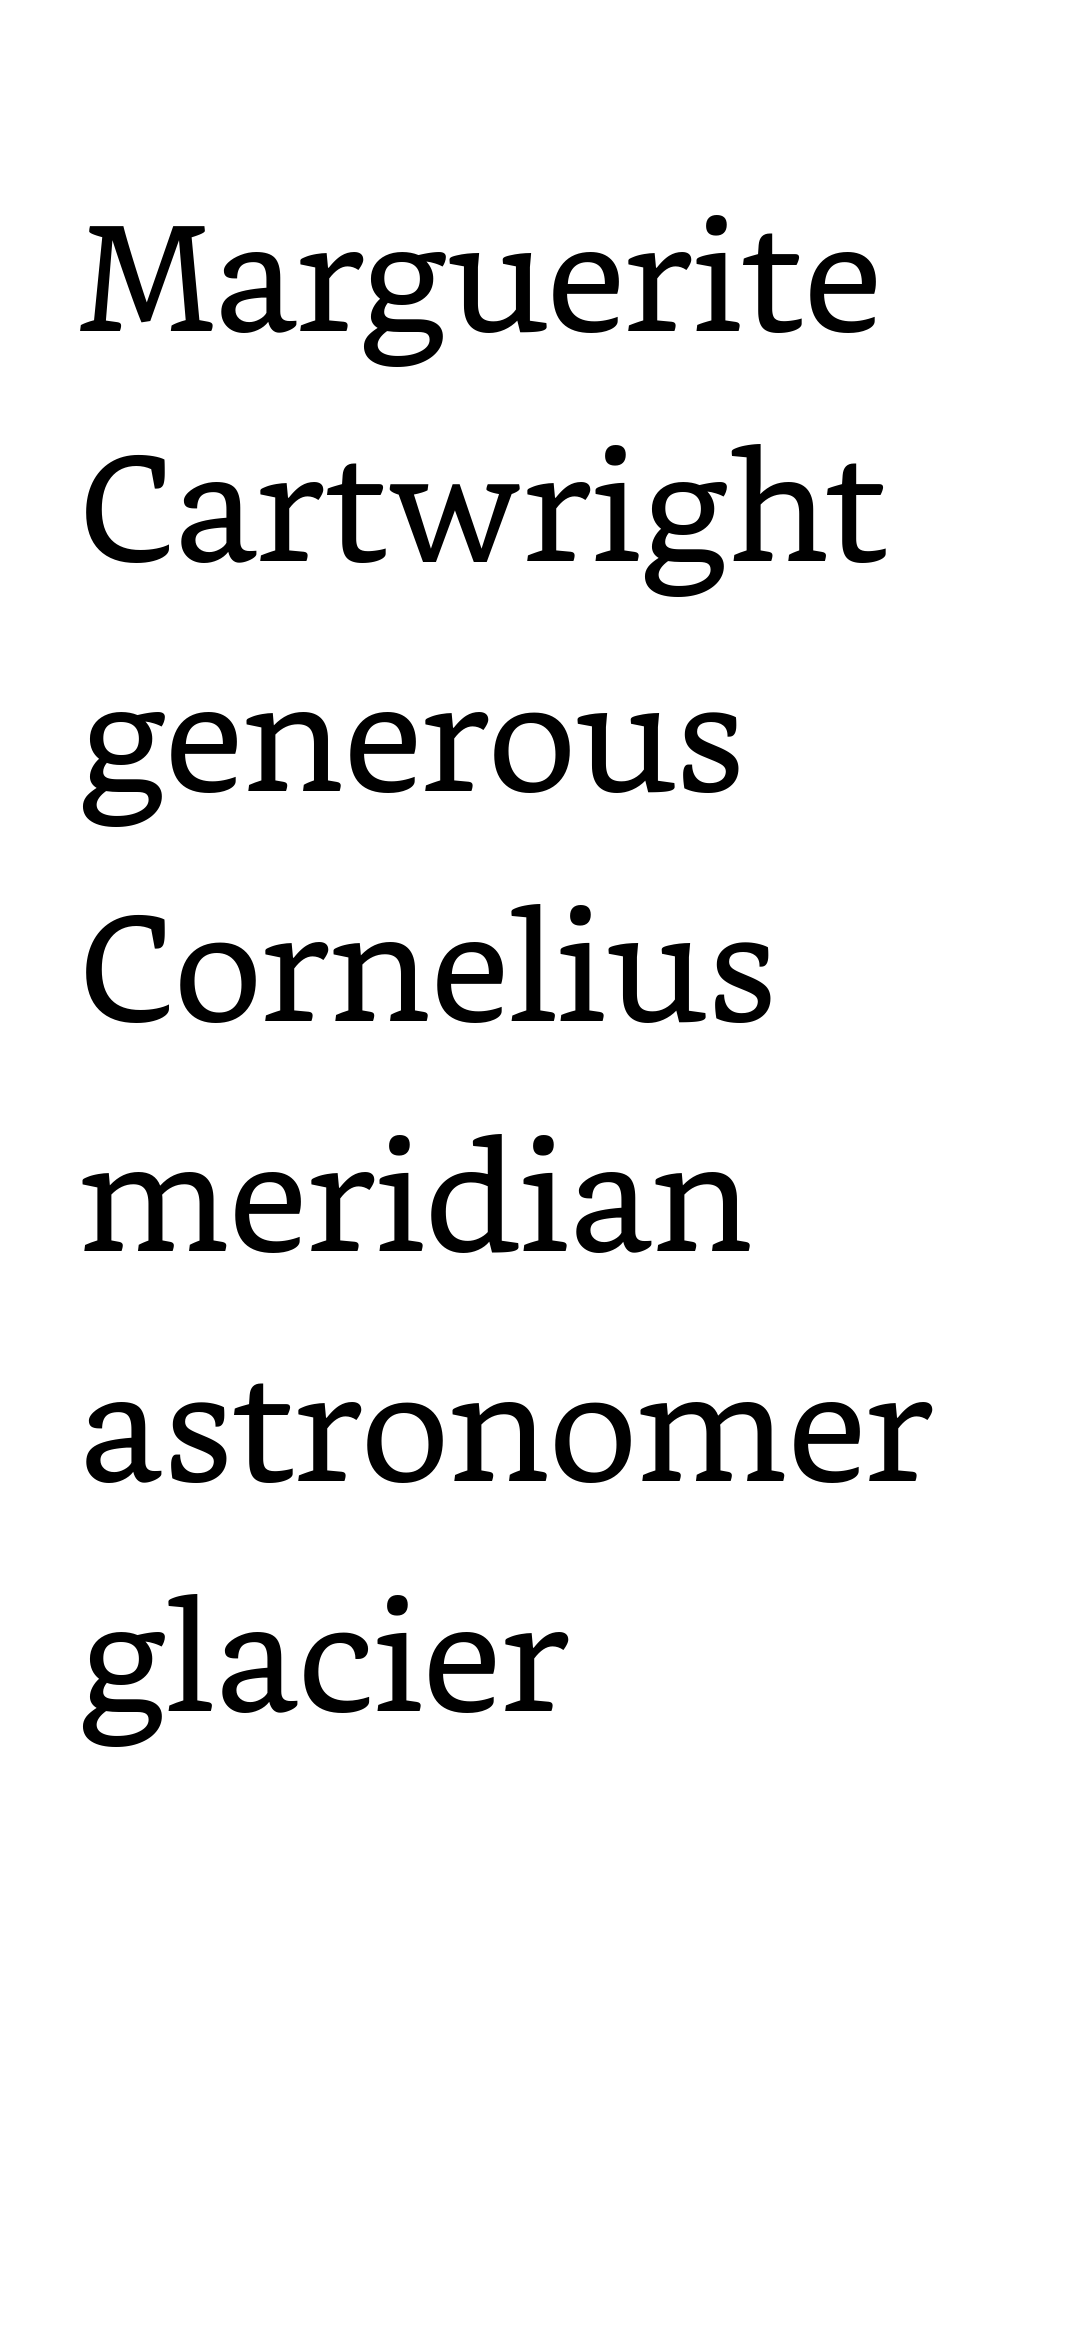 Marguerite
Cartwright
generous
Cornelius
meridian
astronomer
glacier